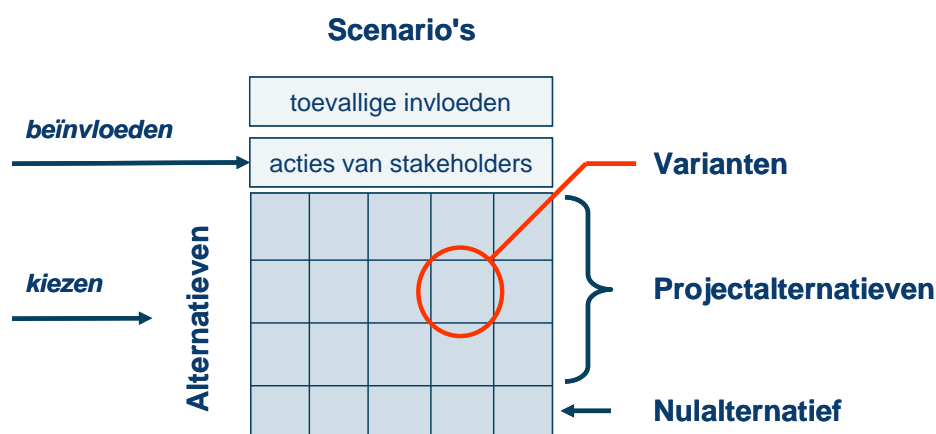 Scenario's
toevallige invloeden
beïnvloeden
acties van stakeholders
Varianten
Alternatieven
kiezen
Projectalternatieven
Nulalternatief